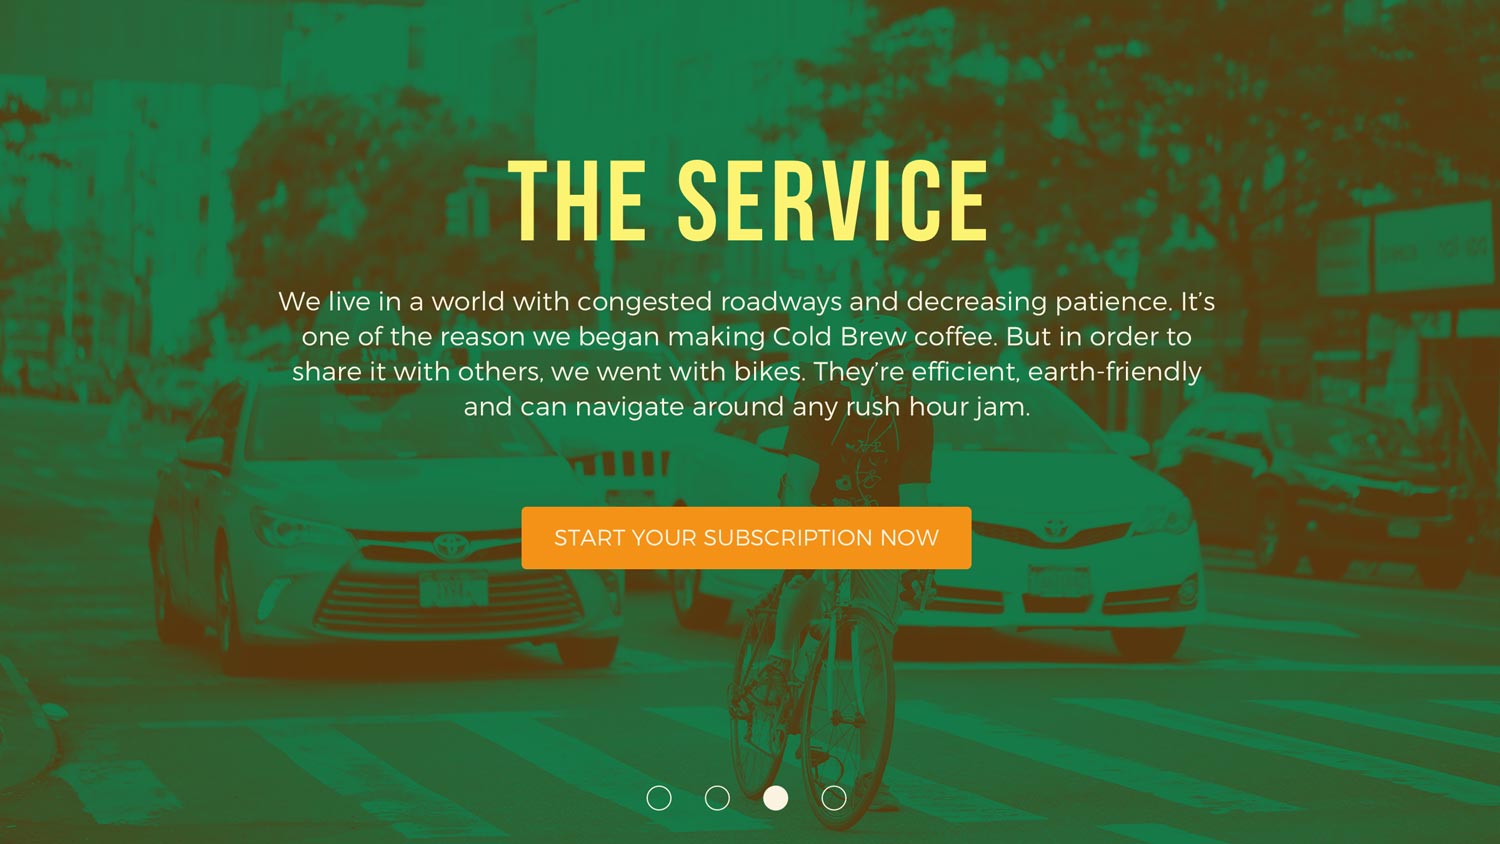 THE SERVICE
We live in a world with congested roadways and decreasing patience. It’s
one of the reason we began making Cold Brew coffee. But in order to
share it with others, we went with bikes. They’re efficient, earth-friendly
and can navigate around any rush hour jam.
START YOUR SUBSCRIPTION NOW